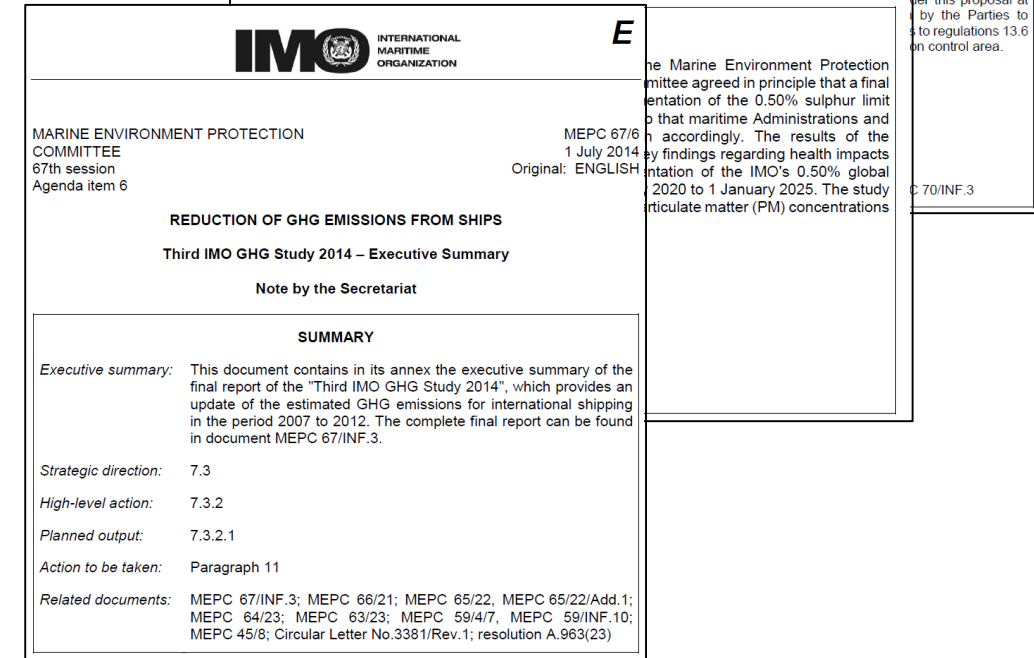 IMO
INTERNATIONAL
MARITIME
ORGANIZATION
E
MARINE ENVIRONMENT PROTECTION
COMMITTEE
67th session
Agenda item 6
MEPC 67/6
1 July 2014
Original: ENGLISH
REDUCTION OF GHG EMISSIONS FROM SHIPS
Third IMO GHG Study 2014 – Executive Summary
Note by the Secretariat
SUMMARY
Executive summary: This document contains in its annex the executive summary of the
final report of the "Third IMO GHG Study 2014", which provides an
update of the estimated GHG emissions for international shipping
in the period 2007 to 2012. The complete final report can be found
in document MEPC 67/INF.3.
Strategic direction: 7.3
High-level action: 7.3.2
Planned output: 7.3.2.1
Action to be taken: Paragraph 11
Related documents: MEPC 67/INF.3; MEPC 66/21; MEPC 65/22, MEPC 65/22/Add.1;
MEPC 64/23; MEPC 63/23; MEPC 59/4/7, MEPC 59/INF.10;
MEPC 45/8; Circular Letter No.3381/Rev.1; resolution A.963(23)
Marine Environment Protection
agreed in principle that a final
of the 0.50% sulphur limit
that maritime Administrations and
accordingly. The results of the
findings regarding health impacts
of the IMO's 0.50% global
2020 to 1 January 2025. The study
matter (PM) concentrations
this proposal at
by the Parties to
to regulations 13.6
control area.
70/INF.3